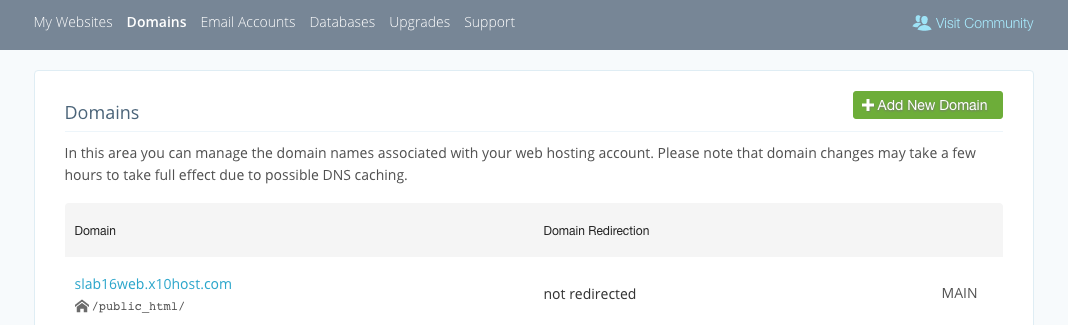 My Websites Domains Email Accounts Databases Upgrades Support Visit Community
Domains Add New Domain
In this area you can manage the domain names associated with your web hosting account. Please note that domain changes may take a few
hours to take full effect due to possible DNS caching.
Domain Domain Redirection
slab16web.x10host.com
/public_html/ not redirected MAIN